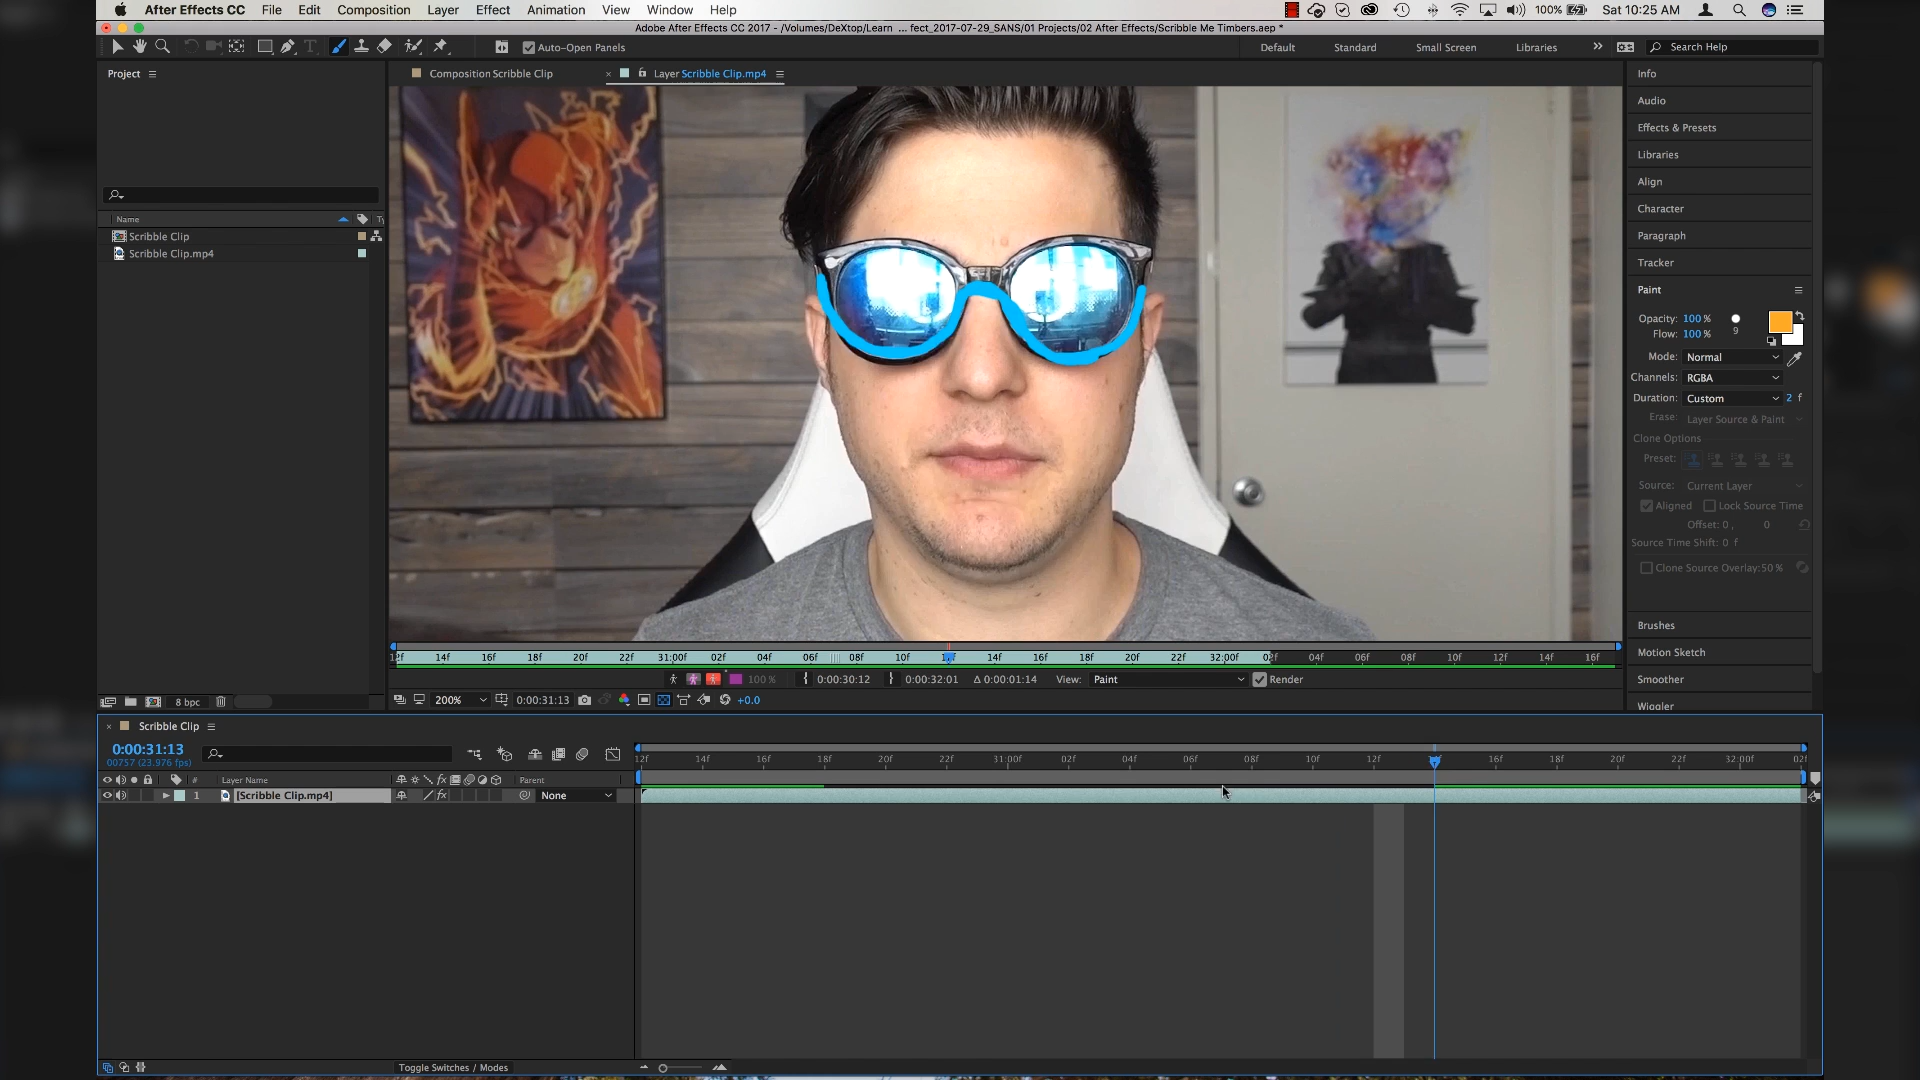 After Effects CC File Edit Composition Layer Effect Animation View Window Help 100% Sat 10:25 AM
Adobe After Effects CC 2017 - /Volumes/DeXtop/Learn ... fect_2017-07-29_SANS/01 Projects/02 After Effects/Scribble Me Timbers.aep *
Auto-Open Panels Default Standard Small Screen Libraries Search Help
Project
Composition Scribble Clip
Layer Scribble Clip.mp4
Name Ty
Scribble Clip
Scribble Clip.mp4
Info
Audio
Effects & Presets
Libraries
Align
Character
Paragraph
Tracker
Paint
Opacity: 100 %
Flow: 100 %
9
Mode: Normal
Channels: RGBA
Duration: Custom 2 f
Erase: Layer Source & Paint
Clone Options
Preset:
Source: Current Layer
Aligned Lock Source Time
Offset: 0 , 0
Source Time Shift: 0 f
Clone Source Overlay: 50 %
Brushes
Motion Sketch
Smoother
Wiggler
12f 14f 16f 18f 20f 22f 31:00f 02f 04f 06f 08f 10f 14f 16f 18f 20f 22f 32:00f 02f 04f 06f 08f 10f 12f 14f 16f
100 % 0:00:30:12 0:00:32:01 Δ 0:00:01:14 View: Paint Render
8 bpc
200% 0:00:31:13 +0.0
Scribble Clip
0:00:31:13
00757 (23.976 fps)
12f 14f 16f 18f 20f 22f 31:00f 02f 04f 06f 08f 10f 12f 16f 18f 20f 22f 32:00f 02f
# Layer Name Parent
1 [Scribble Clip.mp4] None
Toggle Switches / Modes